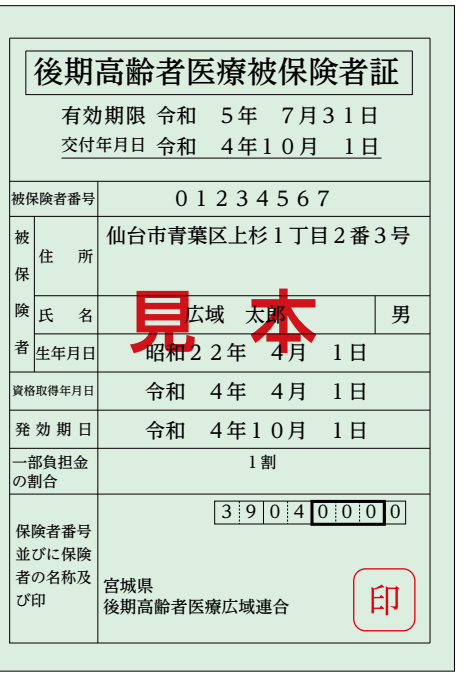 後期高齢者医療被保険者証
有効期限 令和 5年 7月31日
交付年月日 令和 4年10月 1日
被保険者番号 01234567
被保険者
住所 仙台市青葉区上杉1丁目2番3号
氏名 広域 太郎 男
見本
生年月日 昭和22年 4月 1日
資格取得年月日 令和 4年 4月 1日
発効期日 令和 4年10月 1日
一部負担金
の割合 1割
39040000
保険者番号
並びに保険
者の名称及
び印
宮城県
後期高齢者医療広域連合
印